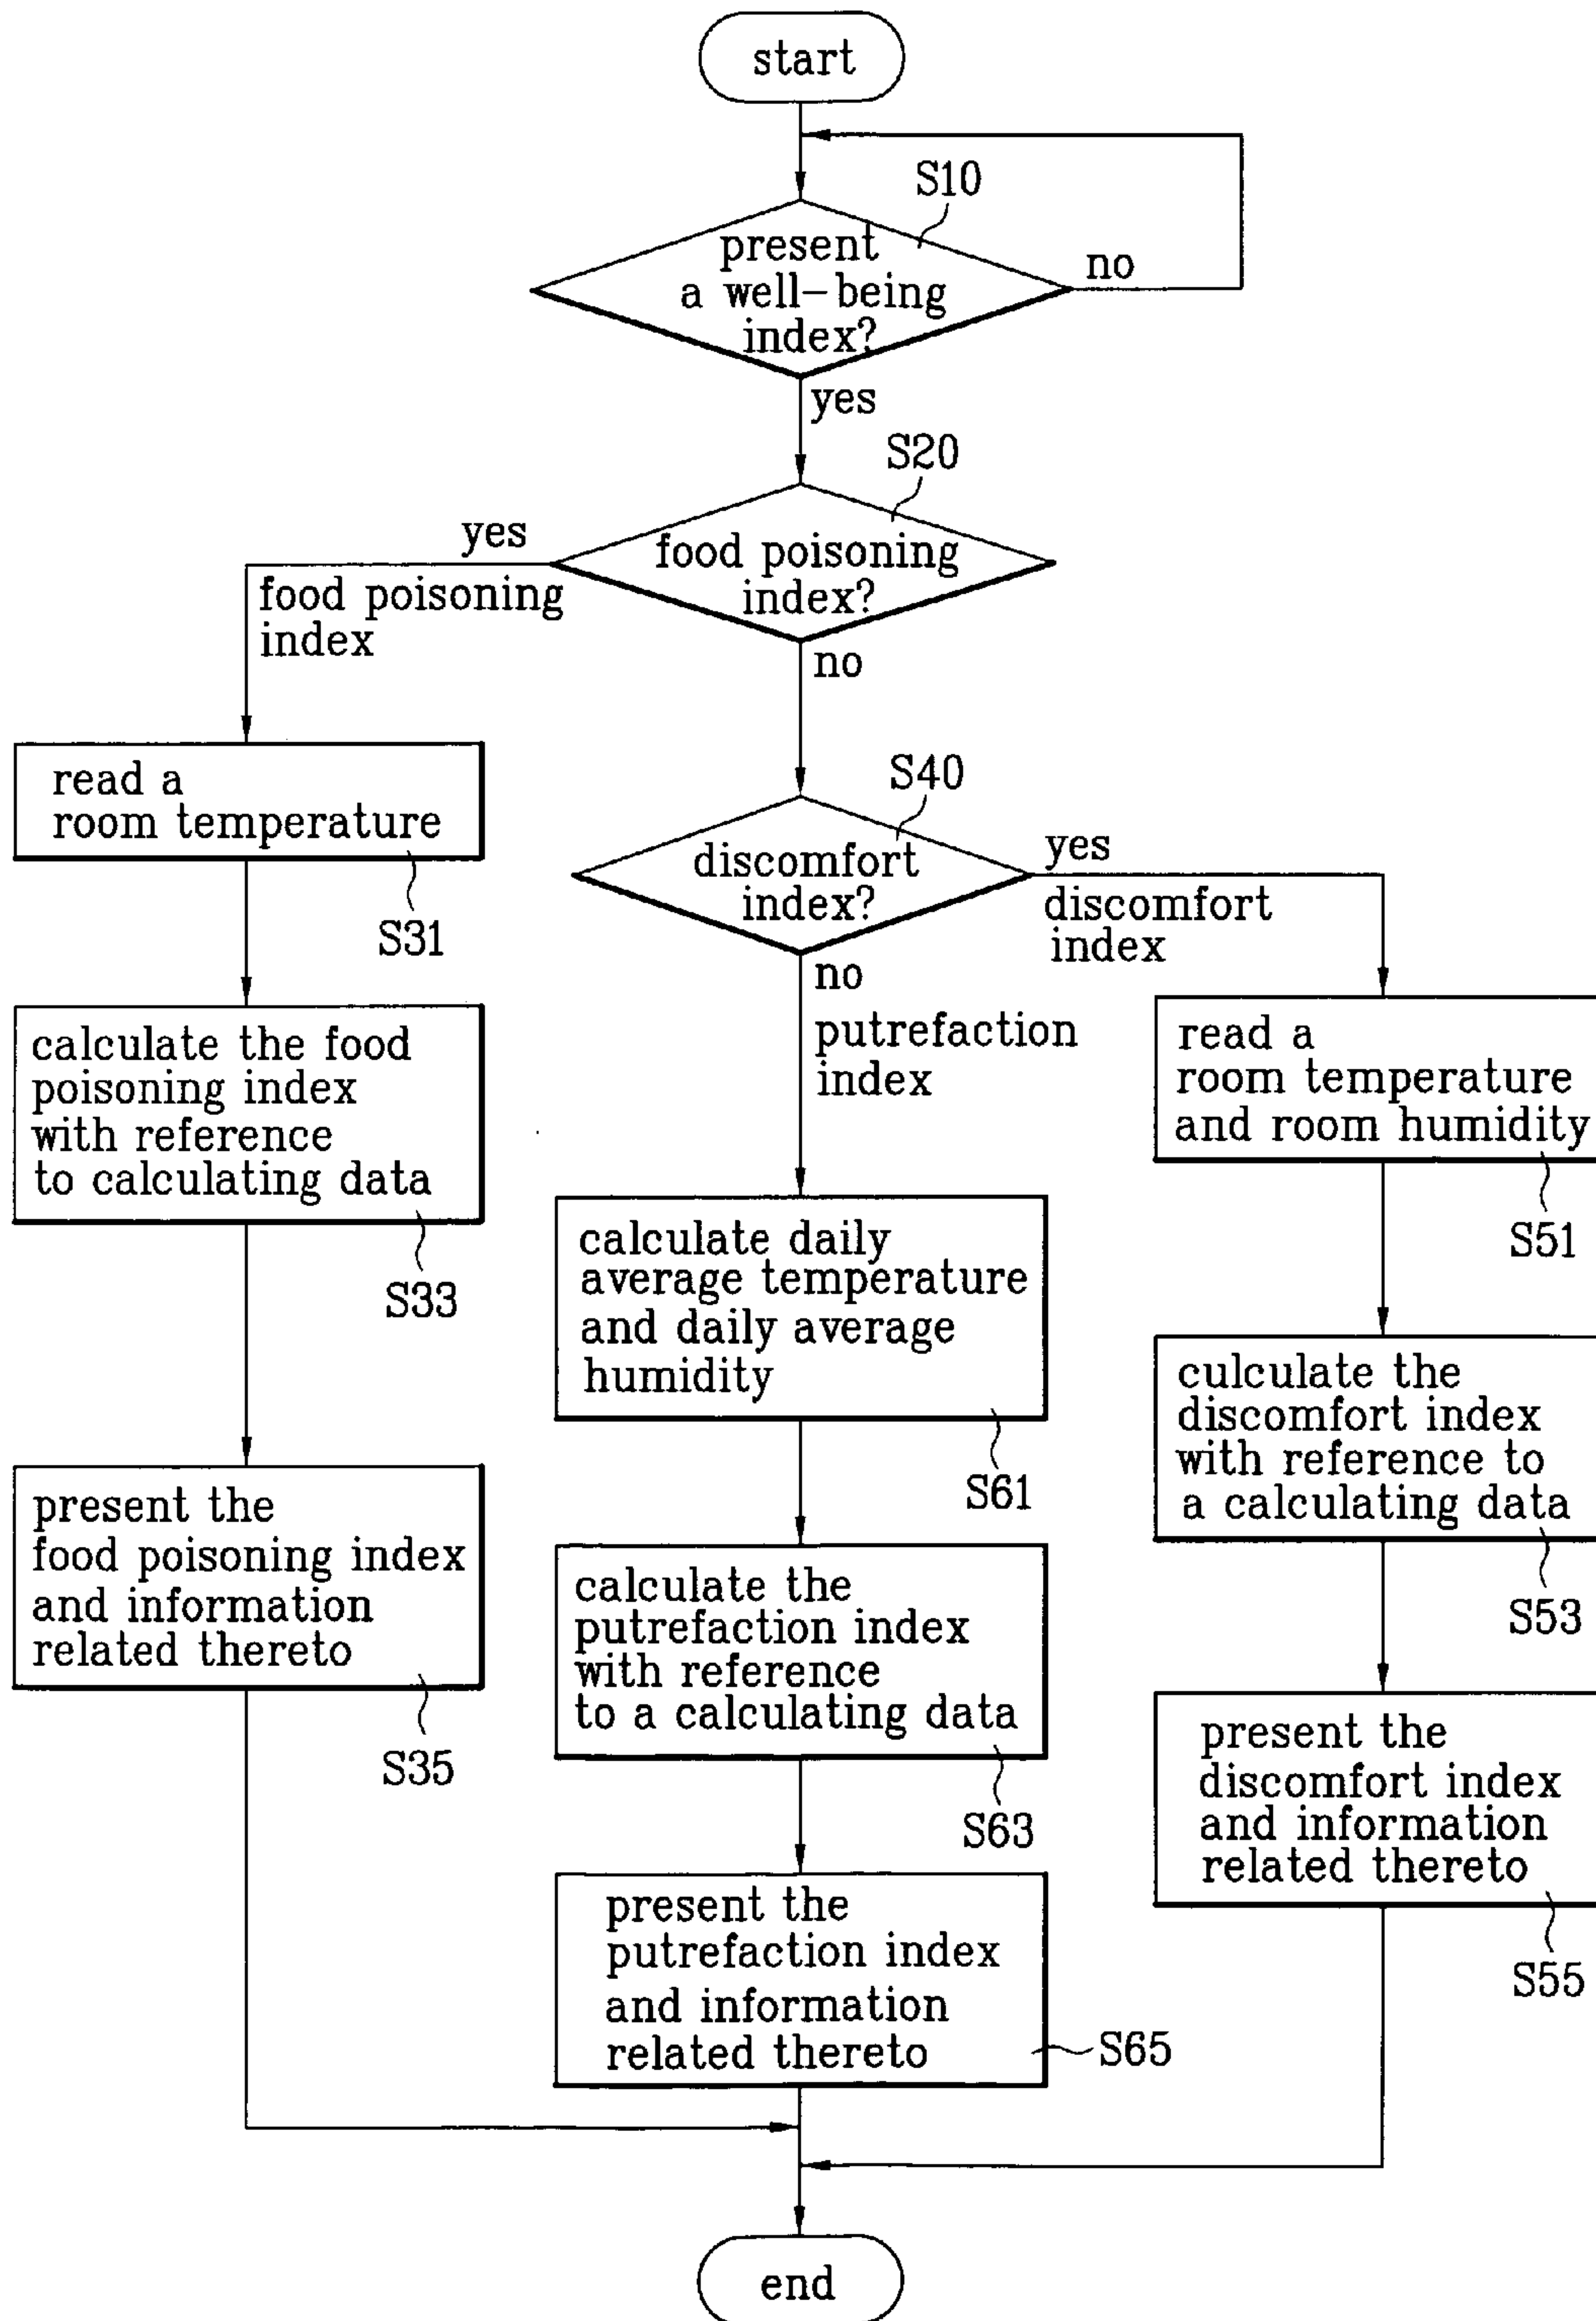 start
S10
present
a well-being
index?
no
yes
S20
food poisoning
index?
yes
food poisoning
index
no
S40
discomfort
index?
yes
discomfort
index
no
putrefaction
index
read a
room temperature
S31
calculate the food
poisoning index
with reference
to calculating data
S33
present the
food poisoning index
and information
related thereto
S35
calculate daily
average temperature
and daily average
humidity
S61
calculate the
putrefaction index
with reference
to a calculating data
S63
present the
putrefaction index
and information
related thereto
S65
read a
room temperature
and room humidity
S51
culculate the
discomfort index
with reference to
a calculating data
S53
present the
discomfort index
and information
related thereto
S55
end